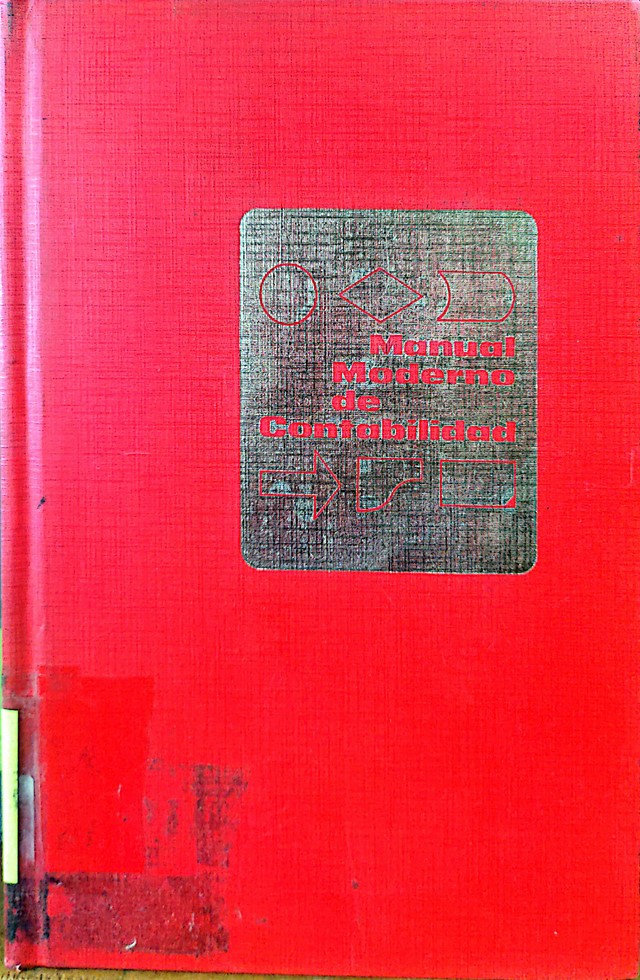 Manual
Moderno
de
Contabilidad